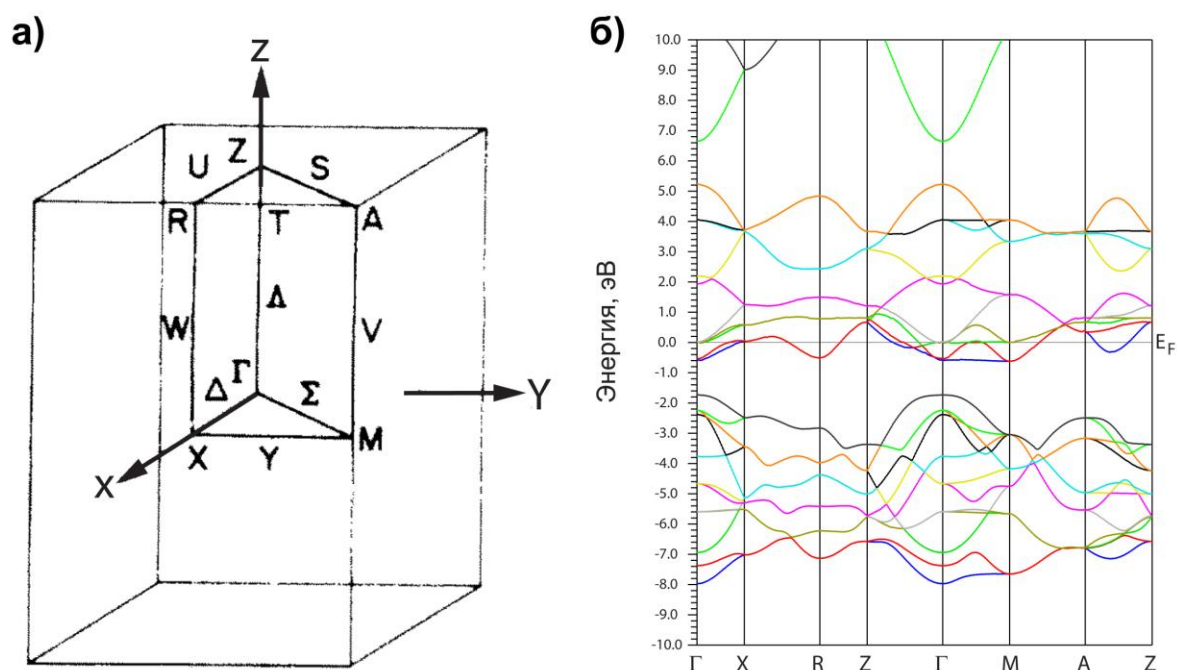 а)
Z
U Z S
R T A
Λ
W V
Γ
Δ Σ
Y
X Y M
X
б)
Энергия, эВ
10.0
9.0
8.0
7.0
6.0
5.0
4.0
3.0
2.0
1.0
0.0
-1.0
-2.0
-3.0
-4.0
-5.0
-6.0
-7.0
-8.0
-9.0
-10.0
E_F
Γ X R Z Γ M A Z